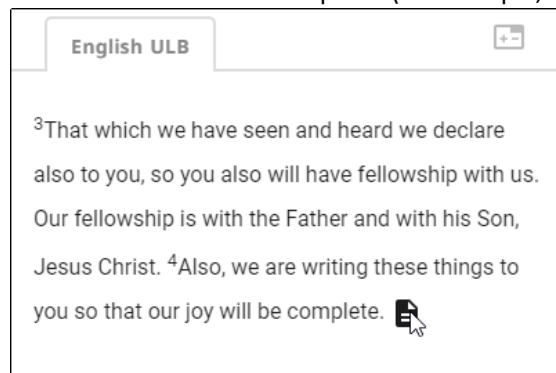 English ULB
³That which we have seen and heard we declare
also to you, so you also will have fellowship with us.
Our fellowship is with the Father and with his Son,
Jesus Christ. ⁴Also, we are writing these things to
you so that our joy will be complete.